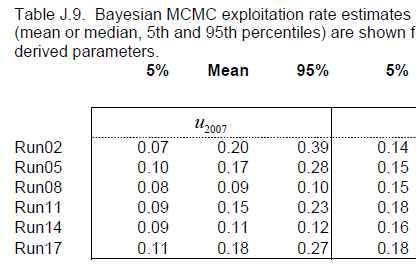 Table J.9. Bayesian MCMC exploitation rate estimates
(mean or median, 5th and 95th percentiles) are shown f
derived parameters.
5% Mean 95% 5%
u2007
Run02 0.07 0.20 0.39 0.14
Run05 0.10 0.17 0.28 0.15
Run08 0.08 0.09 0.10 0.15
Run11 0.09 0.15 0.23 0.18
Run14 0.09 0.11 0.12 0.16
Run17 0.11 0.18 0.27 0.18